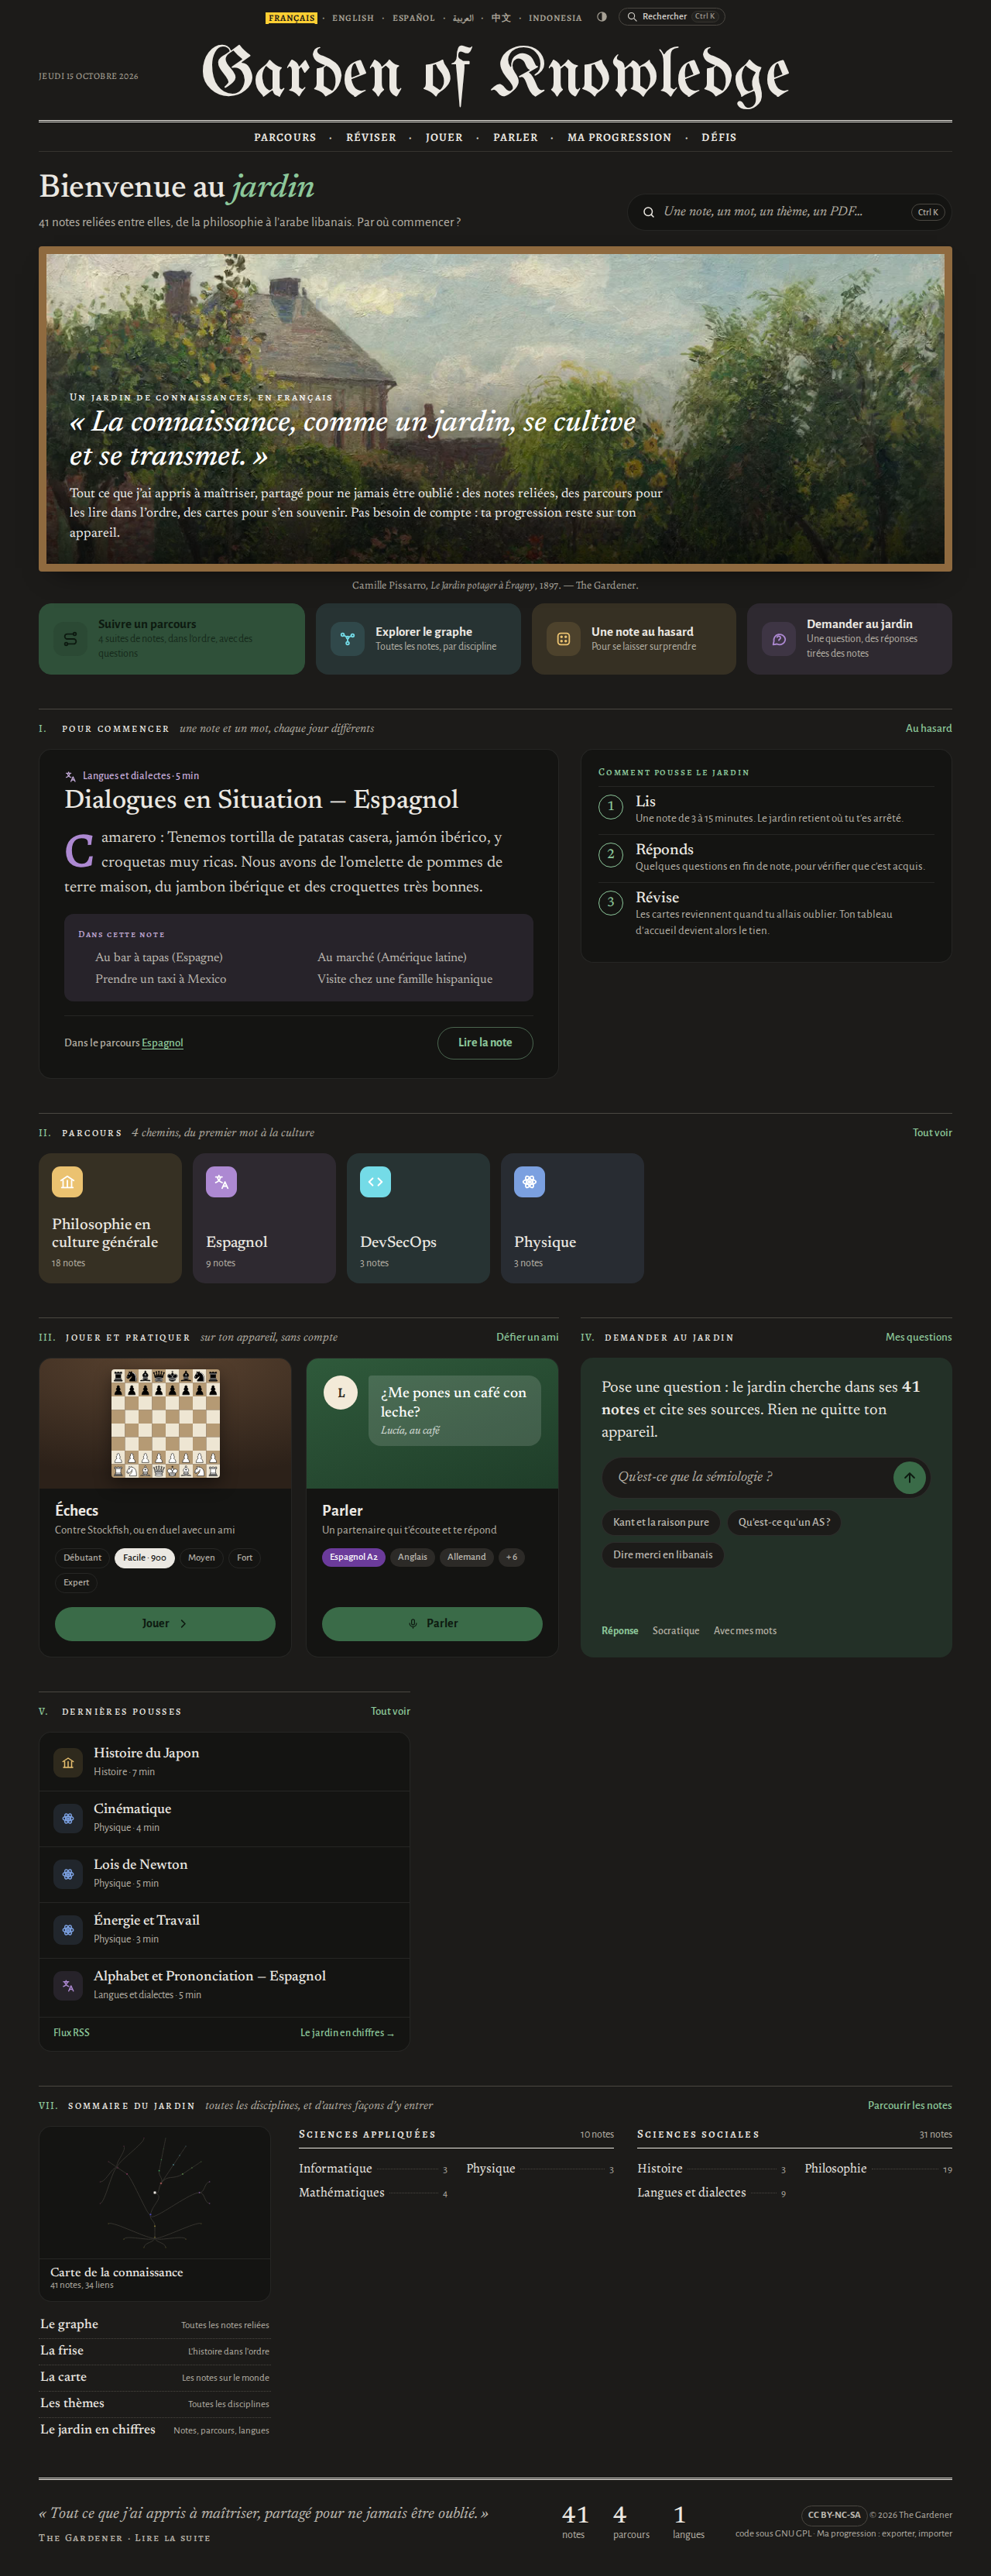 FRANÇAIS · ENGLISH · ESPAÑOL · العربية · 中文 · INDONESIA Rechercher Ctrl K
JEUDI 15 OCTOBRE 2026
Garden of Knowledge
PARCOURS · RÉVISER · JOUER · PARLER · MA PROGRESSION · DÉFIS
Bienvenue au jardin
41 notes reliées entre elles, de la philosophie à l'arabe libanais. Par où commencer ?
Une note, un mot, un thème, un PDF… Ctrl K
UN JARDIN DE CONNAISSANCES, EN FRANÇAIS
« La connaissance, comme un jardin, se cultive
et se transmet. »
Tout ce que j'ai appris à maîtriser, partagé pour ne jamais être oublié : des notes reliées, des parcours pour
les lire dans l'ordre, des cartes pour s'en souvenir. Pas besoin de compte : ta progression reste sur ton
appareil.
Camille Pissarro, Le Jardin potager à Éragny, 1897. — The Gardener.
Suivre un parcours
4 suites de notes, dans l'ordre, avec des
questions
Explorer le graphe
Toutes les notes, par discipline
Une note au hasard
Pour se laisser surprendre
Demander au jardin
Une question, des réponses
tirées des notes
I. POUR COMMENCER une note et un mot, chaque jour différents Au hasard
Langues et dialectes · 5 min
Dialogues en Situation — Espagnol
Camarero : Tenemos tortilla de patatas casera, jamón ibérico, y
croquetas muy ricas. Nous avons de l'omelette de pommes de
terre maison, du jambon ibérique et des croquettes très bonnes.
DANS CETTE NOTE
Au bar à tapas (Espagne) Au marché (Amérique latine)
Prendre un taxi à Mexico Visite chez une famille hispanique
Dans le parcours Espagnol Lire la note
COMMENT POUSSE LE JARDIN
1 Lis
Une note de 3 à 15 minutes. Le jardin retient où tu t'es arrêté.
2 Réponds
Quelques questions en fin de note, pour vérifier que c'est acquis.
3 Révise
Les cartes reviennent quand tu allais oublier. Ton tableau
d'accueil devient alors le tien.
II. PARCOURS 4 chemins, du premier mot à la culture Tout voir
Philosophie en
culture générale
18 notes
Espagnol
9 notes
DevSecOps
3 notes
Physique
3 notes
III. JOUER ET PRATIQUER sur ton appareil, sans compte Défier un ami
Échecs
Contre Stockfish, ou en duel avec un ami
Débutant Facile · 900 Moyen Fort
Expert
Jouer
L
¿Me pones un café con
leche?
Lucía, au café
Parler
Un partenaire qui t'écoute et te répond
Espagnol A2 Anglais Allemand +6
Parler
IV. DEMANDER AU JARDIN Mes questions
Pose une question : le jardin cherche dans ses 41
notes et cite ses sources. Rien ne quitte ton
appareil.
Qu'est-ce que la sémiologie ?
Kant et la raison pure Qu'est-ce qu'un AS ?
Dire merci en libanais
Réponse Socratique Avec mes mots
V. DERNIÈRES POUSSES Tout voir
Histoire du Japon
Histoire · 7 min
Cinématique
Physique · 4 min
Lois de Newton
Physique · 5 min
Énergie et Travail
Physique · 3 min
Alphabet et Prononciation — Espagnol
Langues et dialectes · 5 min
Flux RSS Le jardin en chiffres →
VII. SOMMAIRE DU JARDIN toutes les disciplines, et d'autres façons d'y entrer Parcourir les notes
Carte de la connaissance
41 notes, 34 liens
Le graphe Toutes les notes reliées
La frise L'histoire dans l'ordre
La carte Les notes sur le monde
Les thèmes Toutes les disciplines
Le jardin en chiffres Notes, parcours, langues
SCIENCES APPLIQUÉES 10 notes
Informatique 3 Physique 3
Mathématiques 4
SCIENCES SOCIALES 31 notes
Histoire 3 Philosophie 19
Langues et dialectes 9
« Tout ce que j'ai appris à maîtriser, partagé pour ne jamais être oublié. »
THE GARDENER · LIRE LA SUITE
41 notes
4 parcours
1 langues
CC BY-NC-SA © 2026 The Gardener
code sous GNU GPL · Ma progression : exporter, importer